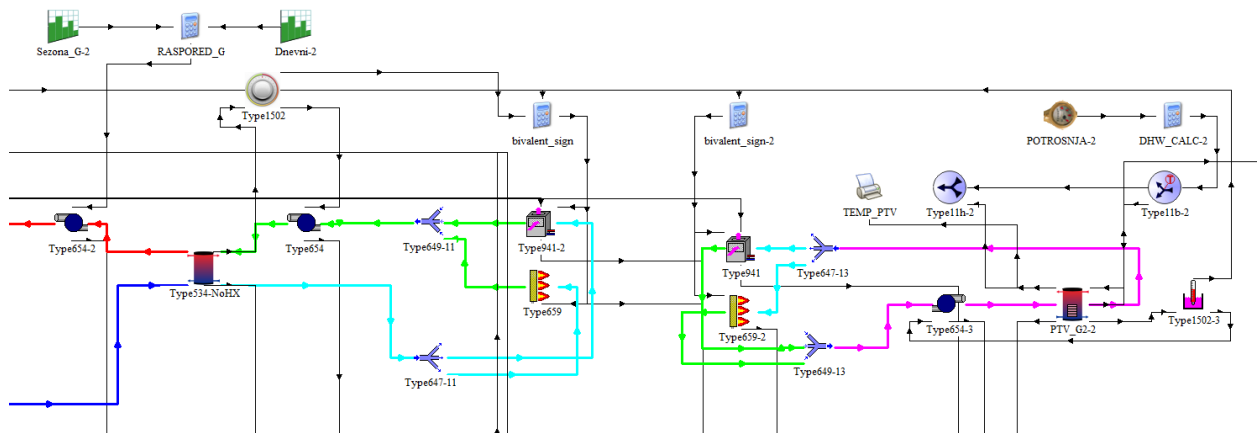 Sezona_G-2
RASPORED_G
Dnevni-2
Type1502
bivalent_sign
bivalent_sign-2
POTROSNJA-2
DHW_CALC-2
TEMP_PTV
Type11h-2
Type11b-2
Type654-2
Type654
Type649-11
Type941-2
Type941
Type647-13
Type534-NoHX
Type659
Type654-3
PTV_G2-2
Type1502-3
Type659-2
Type647-11
Type649-13